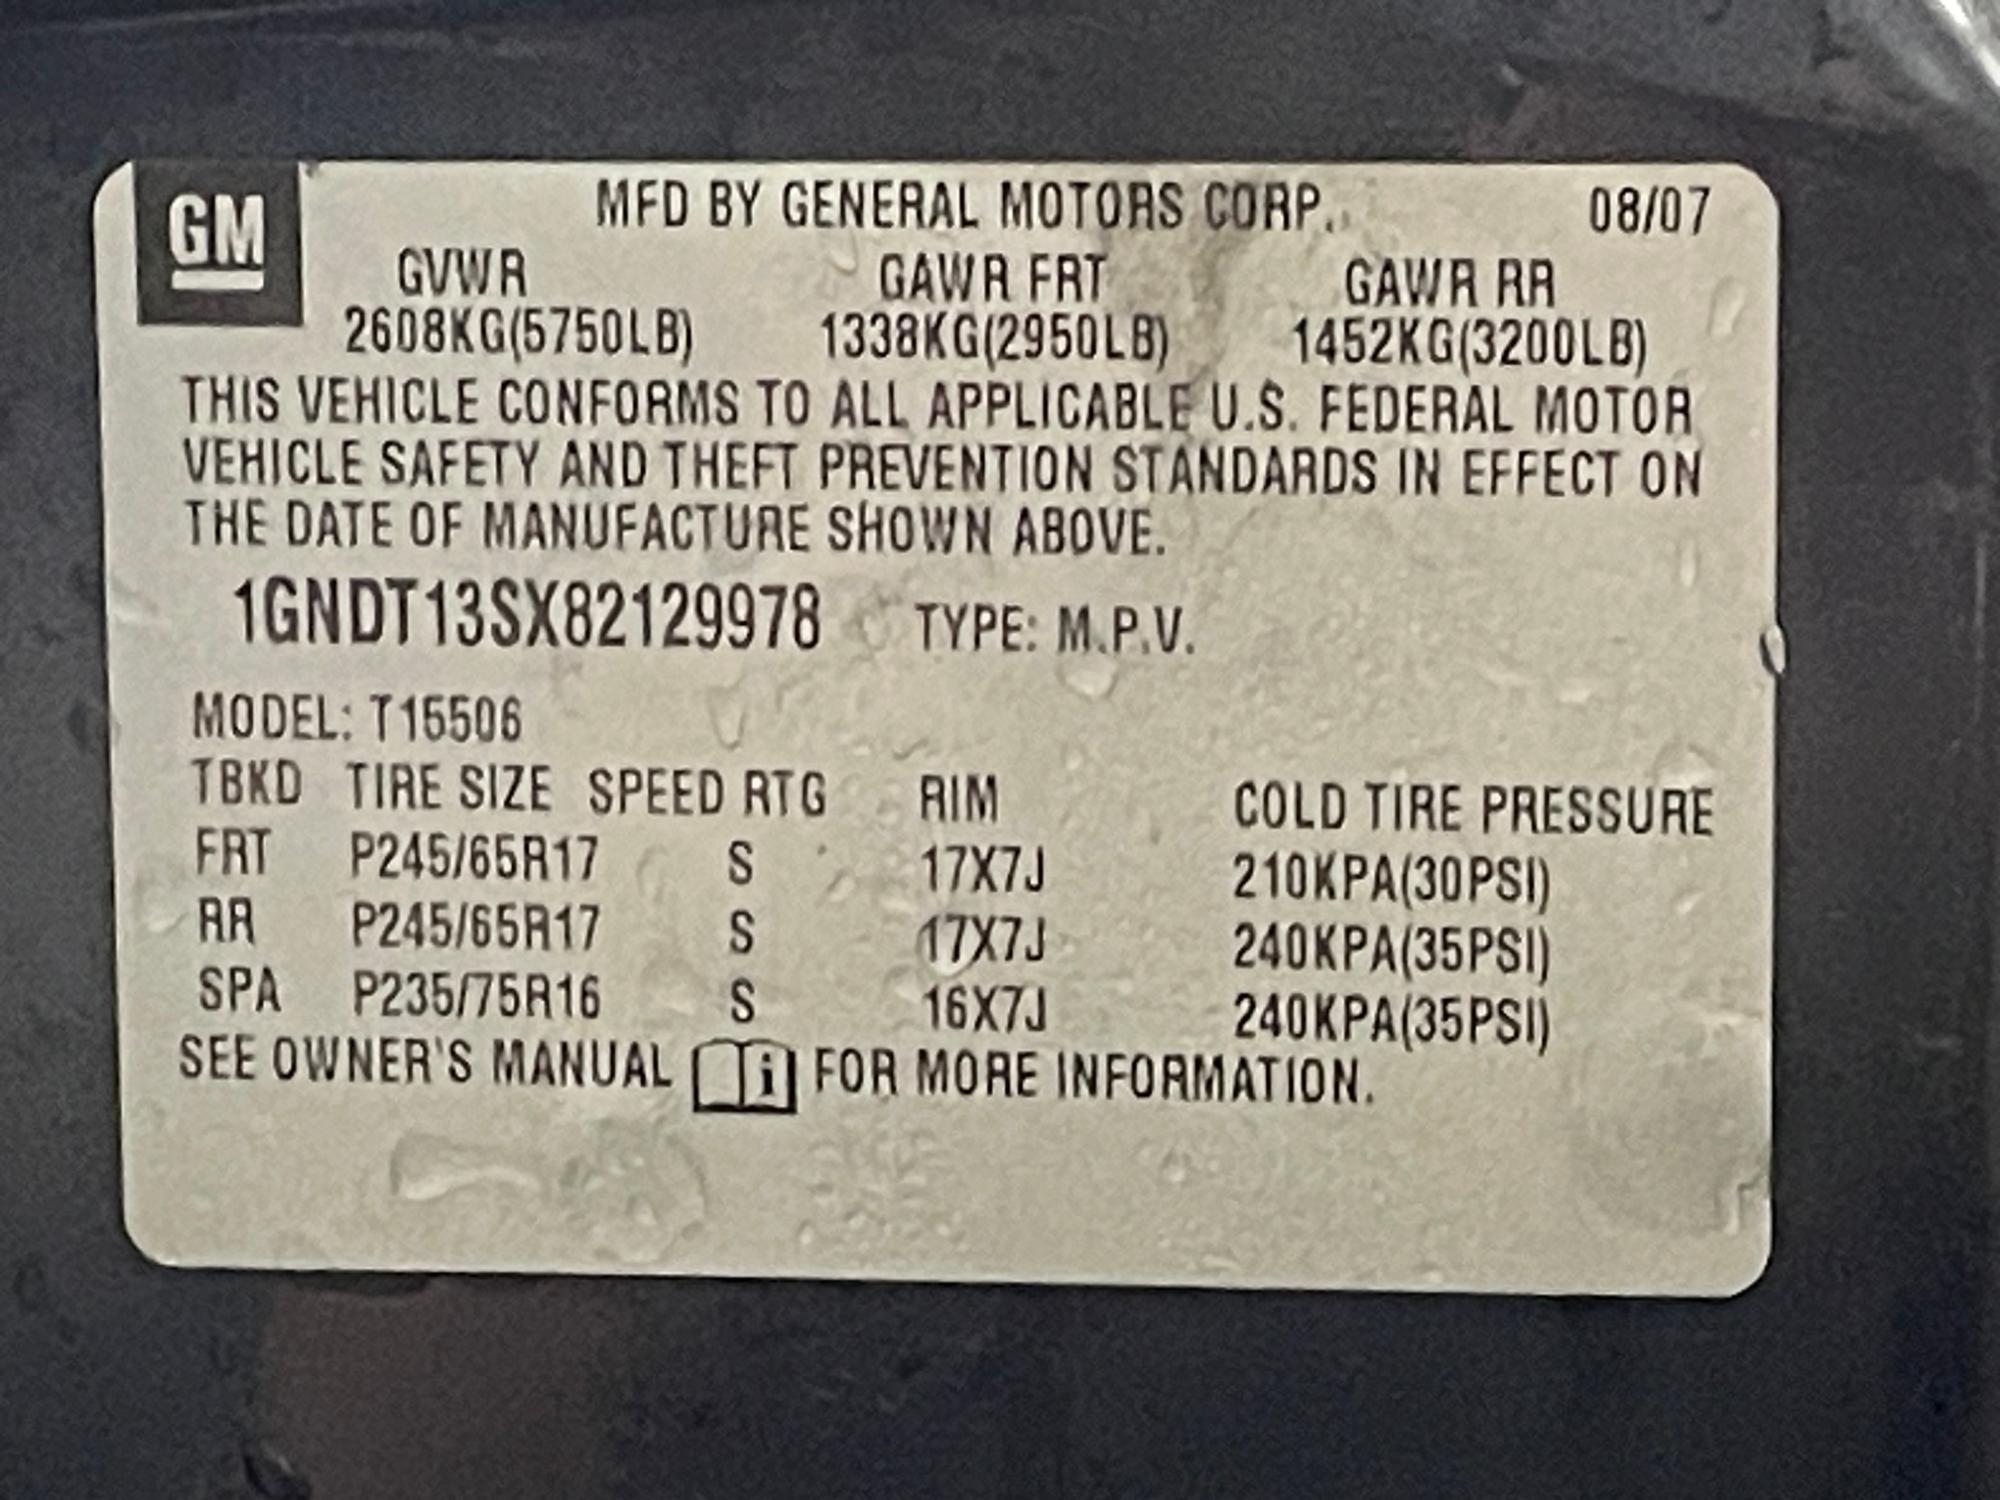 GM
MFD BY GENERAL MOTORS CORP. 08/07
GVWR GAWR FRT GAWR RR
2608KG(5750LB) 1338KG(2950LB) 1452KG(3200LB)
THIS VEHICLE CONFORMS TO ALL APPLICABLE U.S. FEDERAL MOTOR
VEHICLE SAFETY AND THEFT PREVENTION STANDARDS IN EFFECT ON
THE DATE OF MANUFACTURE SHOWN ABOVE.
1GNDT13SX82129978 TYPE: M.P.V.
MODEL: T15506
TBKD TIRE SIZE SPEED RTG RIM COLD TIRE PRESSURE
FRT P245/65R17 S 17X7J 210KPA(30PSI)
RR P245/65R17 S 17X7J 240KPA(35PSI)
SPA P235/75R16 S 16X7J 240KPA(35PSI)
SEE OWNER'S MANUAL i FOR MORE INFORMATION.